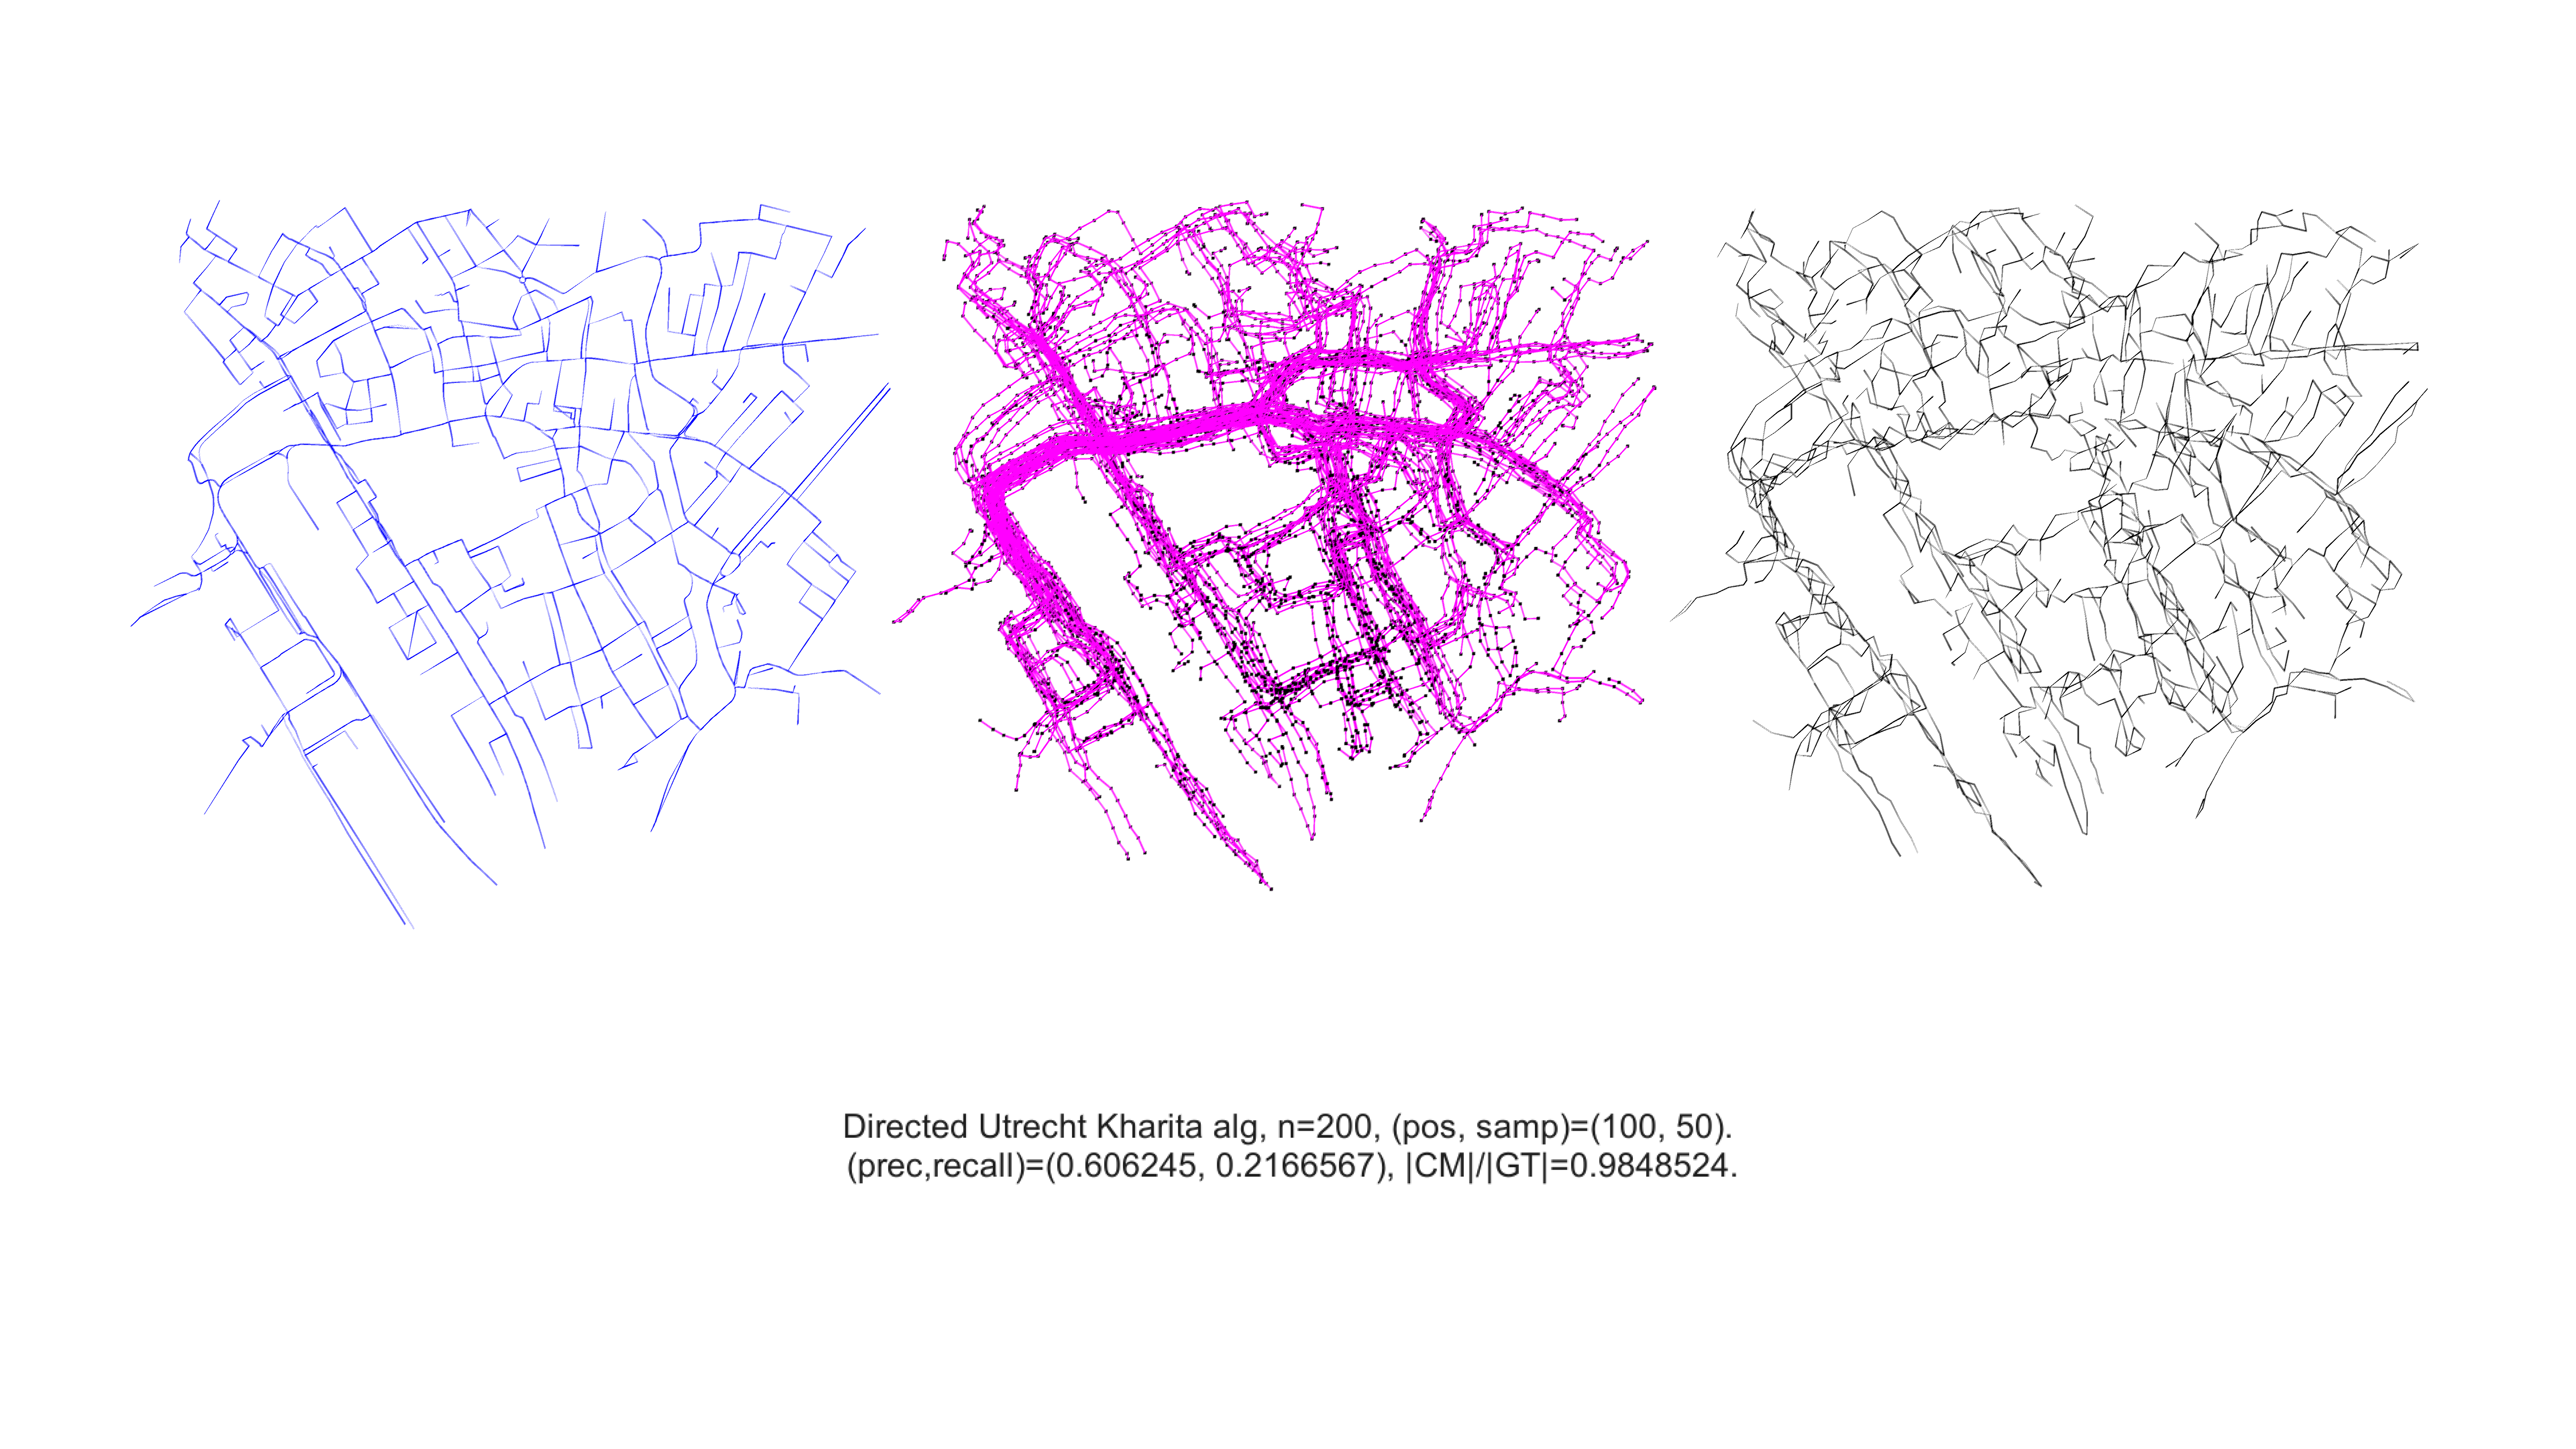 Directed Utrecht Kharita alg, n=200, (pos, samp)=(100, 50).
(prec,recall)=(0.606245, 0.2166567), |CM|/|GT|=0.9848524.